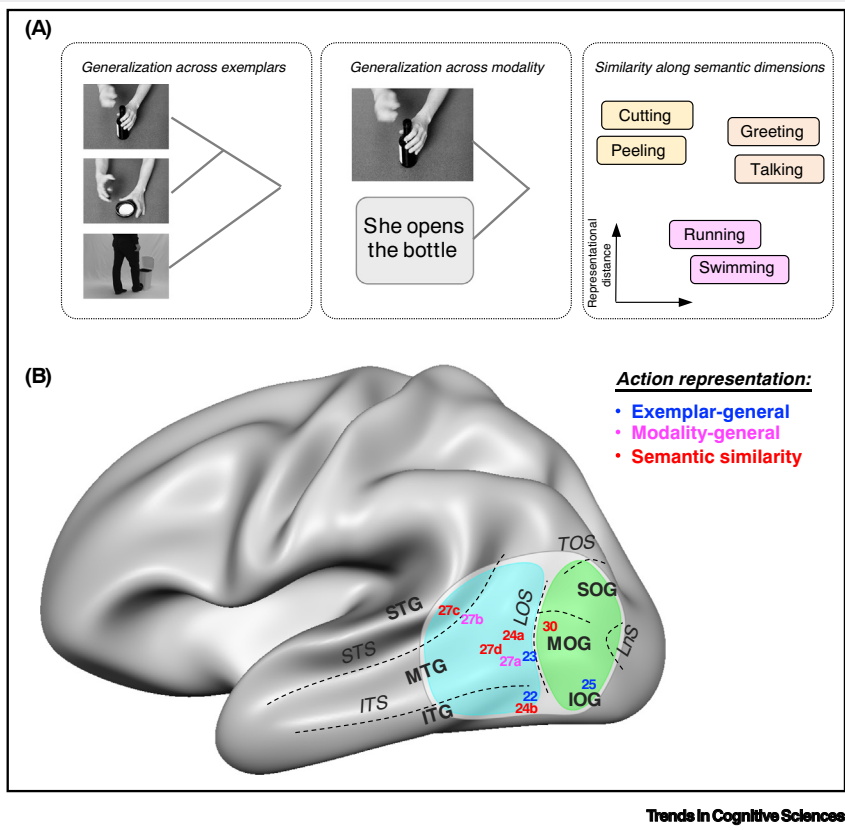 (A)
Generalization across exemplars
Generalization across modality
She opens
the bottle
Similarity along semantic dimensions
Cutting
Peeling
Greeting
Talking
Running
Swimming
Representational
distance
(B)
Action representation:
• Exemplar-general
• Modality-general
• Semantic similarity
TOS
SOG
LOS
STG
27c
27b
30
24a
MOG
LnS
STS
27d
27a
23
MTG
25
IOG
ITS
22
ITG
24b
Trends in Cognitive Sciences